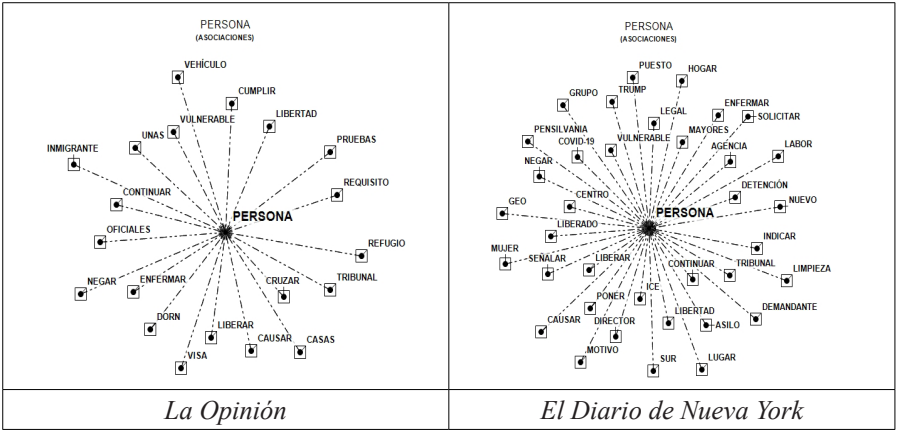 PERSONA
(ASOCIACIONES)
VEHÍCULO
CUMPLIR
VULNERABLE
LIBERTAD
UNAS
PRUEBAS
INMIGRANTE
REQUISITO
CONTINUAR
PERSONA
OFICIALES
REFUGIO
NEGAR
ENFERMAR
CRUZAR
TRIBUNAL
DORN
LIBERAR
CAUSAR
CASAS
VISA
La Opinión
PERSONA
(ASOCIACIONES)
PUESTO
HOGAR
GRUPO
TRUMP
LEGAL
ENFERMAR
SOLICITAR
PENSILVANIA
COVID-19
VULNERABLE
MAYORES
AGENCIA
LABOR
NEGAR
CENTRO
DETENCIÓN
GEO
PERSONA
NUEVO
LIBERADO
INDICAR
MUJER
SEÑALAR
LIBERAR
CONTINUAR
TRIBUNAL
LIMPIEZA
ICE
PONER
DEMANDANTE
CAUSAR
DIRECTOR
LIBERTAD
ASILO
MOTIVO
SUR
LUGAR
El Diario de Nueva York